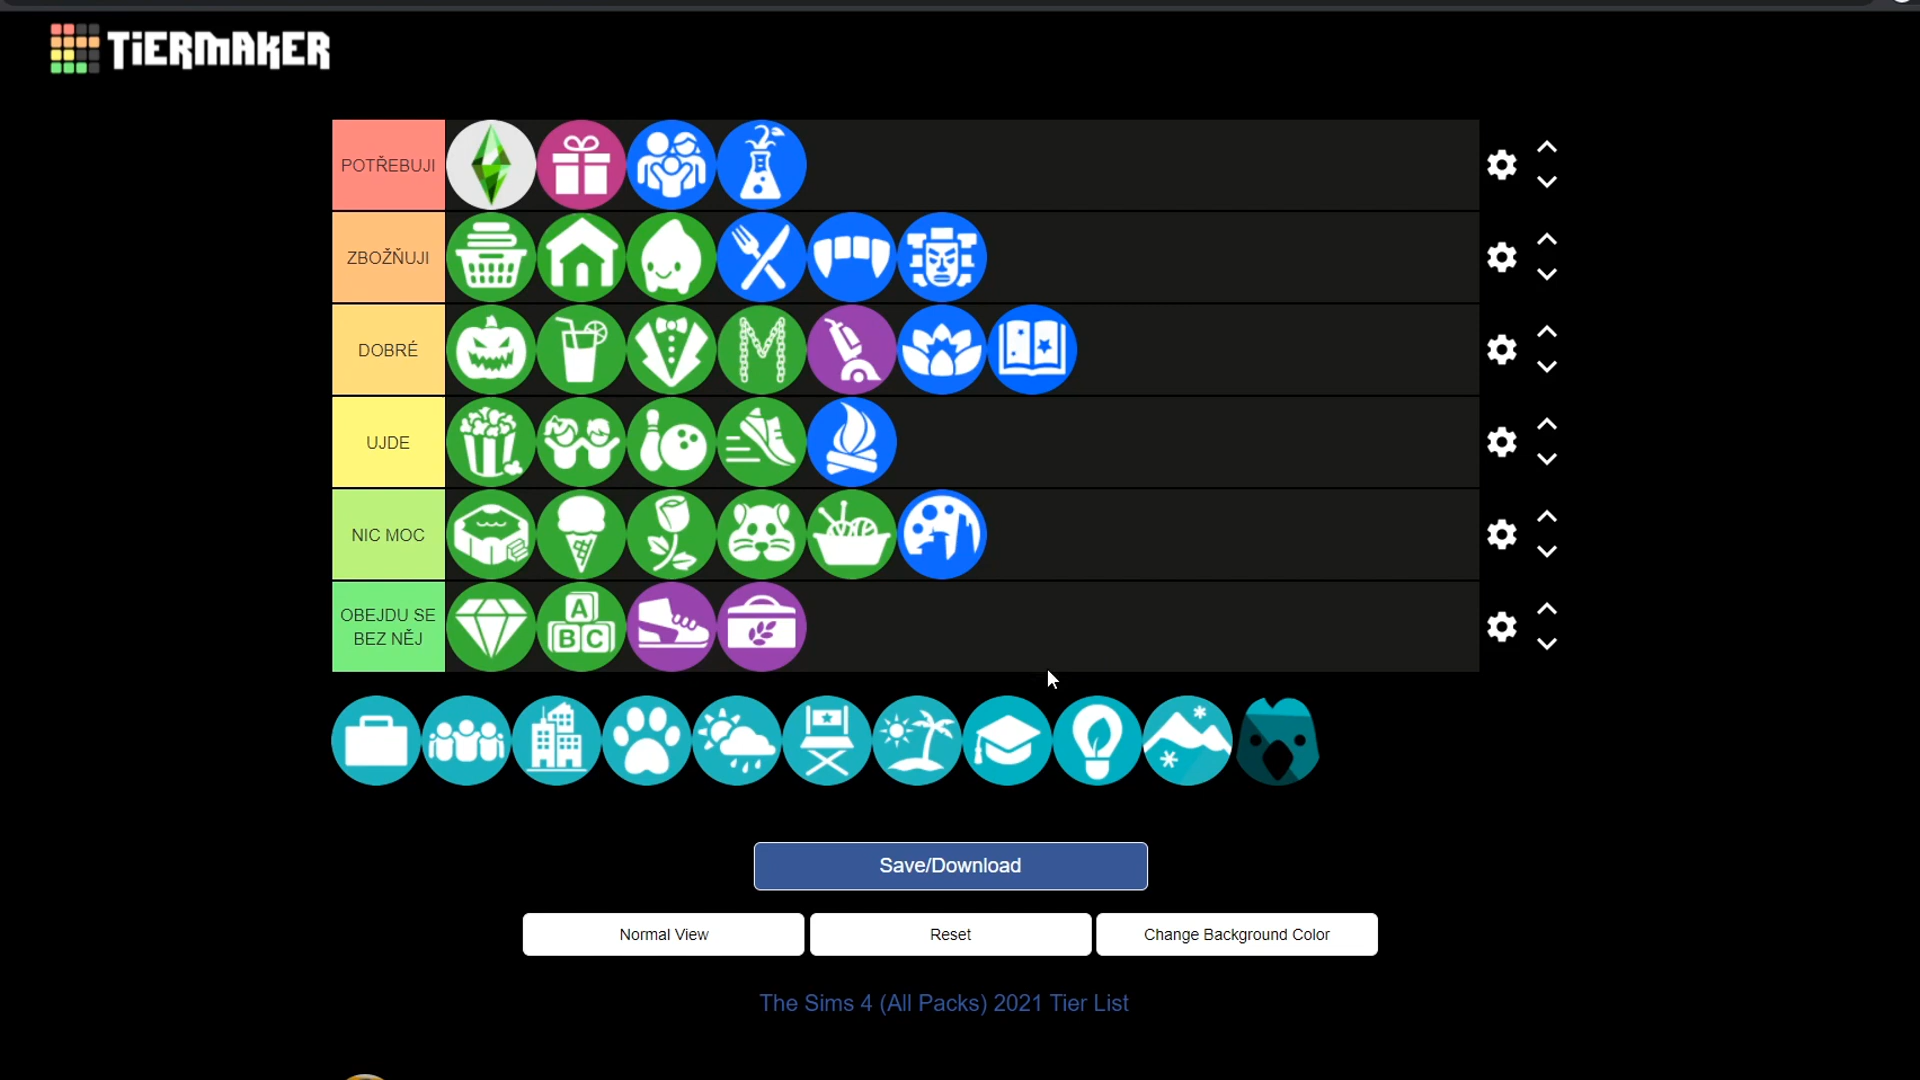 TiERMAKER
POTŘEBUJI
ZBOŽŇUJI
DOBRÉ
M
UJDE
NIC MOC
OBEJDU SE
BEZ NĚJ
A
B C
Save/Download
Normal View
Reset
Change Background Color
The Sims 4 (All Packs) 2021 Tier List